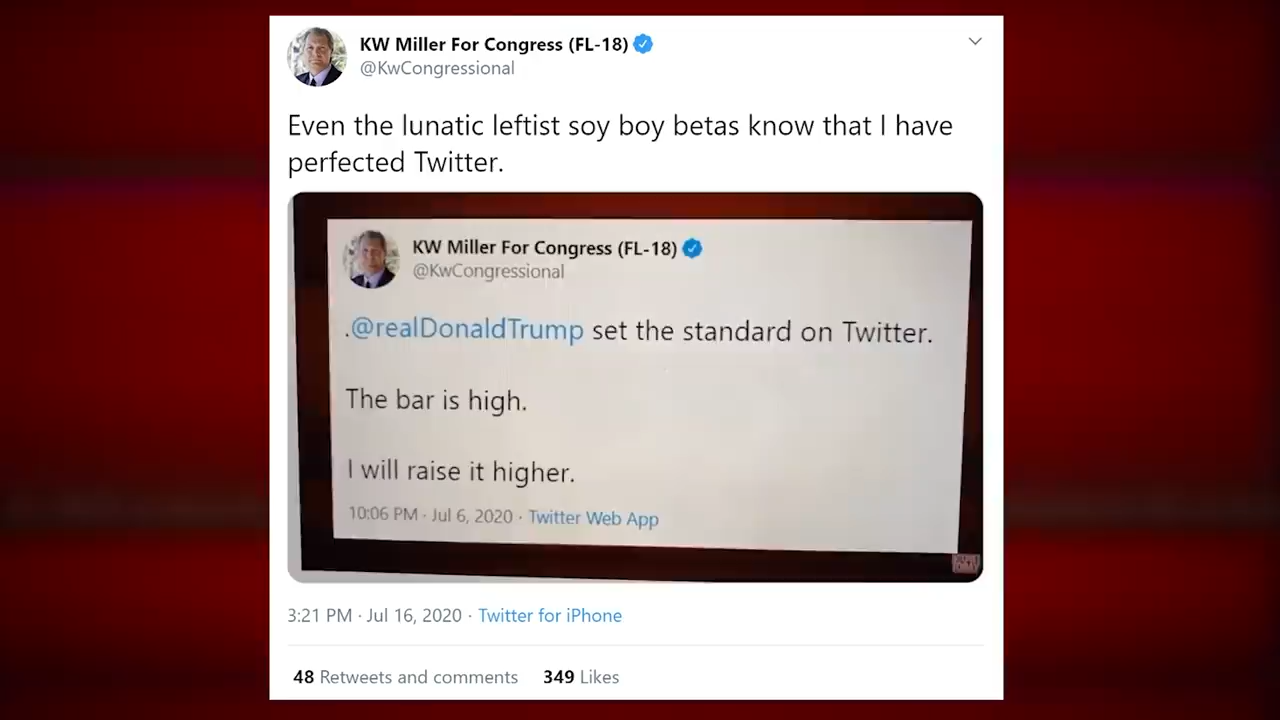 KW Miller For Congress (FL-18)
@KwCongressional
Even the lunatic leftist soy boy betas know that I have
perfected Twitter.
KW Miller For Congress (FL-18)
@KwCongressional
.@realDonaldTrump set the standard on Twitter.
The bar is high.
I will raise it higher.
10:06 PM · Jul 6, 2020 · Twitter Web App
3:21 PM · Jul 16, 2020 · Twitter for iPhone
48 Retweets and comments 349 Likes